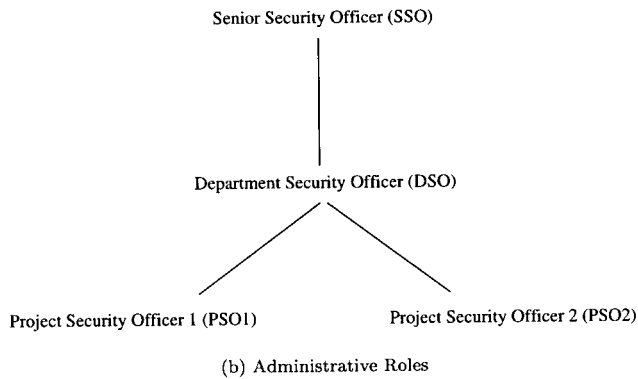 Senior Security Officer (SSO)
Department Security Officer (DSO)
Project Security Officer 1 (PSO1)
Project Security Officer 2 (PSO2)
(b) Administrative Roles